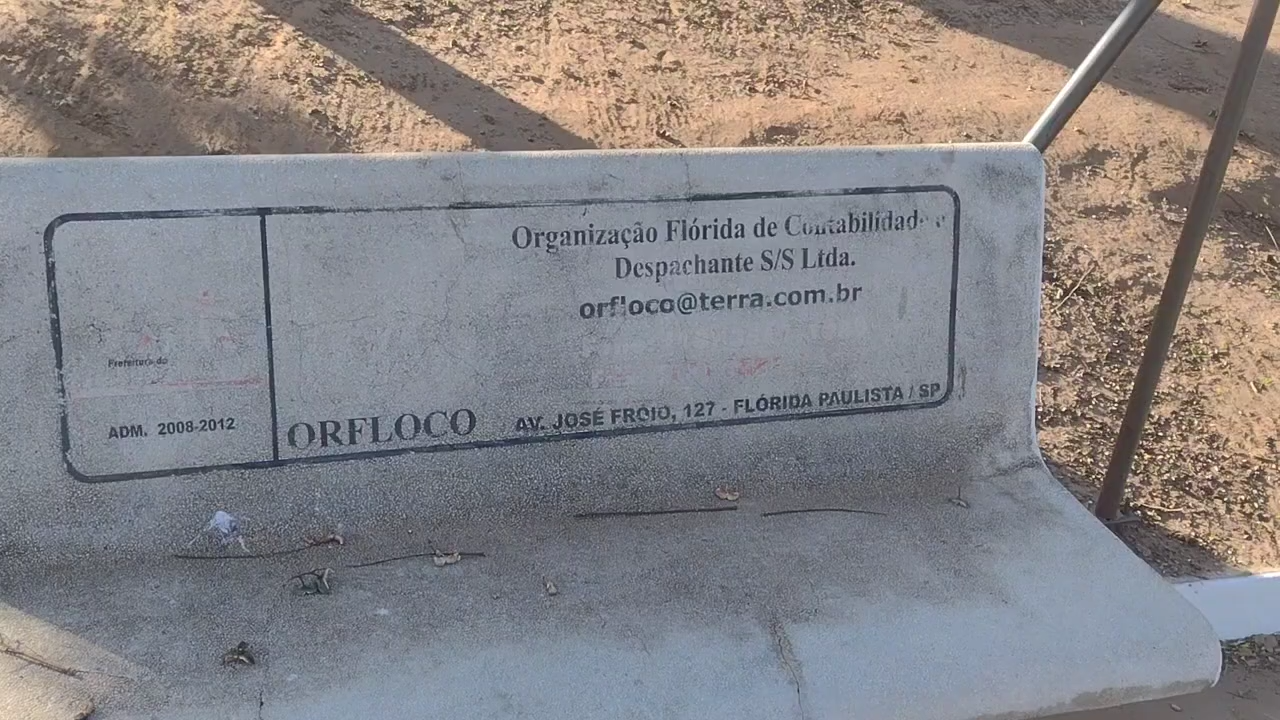 Organização Flórida de Contabilidade e
Despachante S/S Ltda.
orfloco@terra.com.br
Prefeitura do
ADM. 2008-2012
ORFLOCO
AV. JOSÉ FROIO, 127 - FLÓRIDA PAULISTA / SP